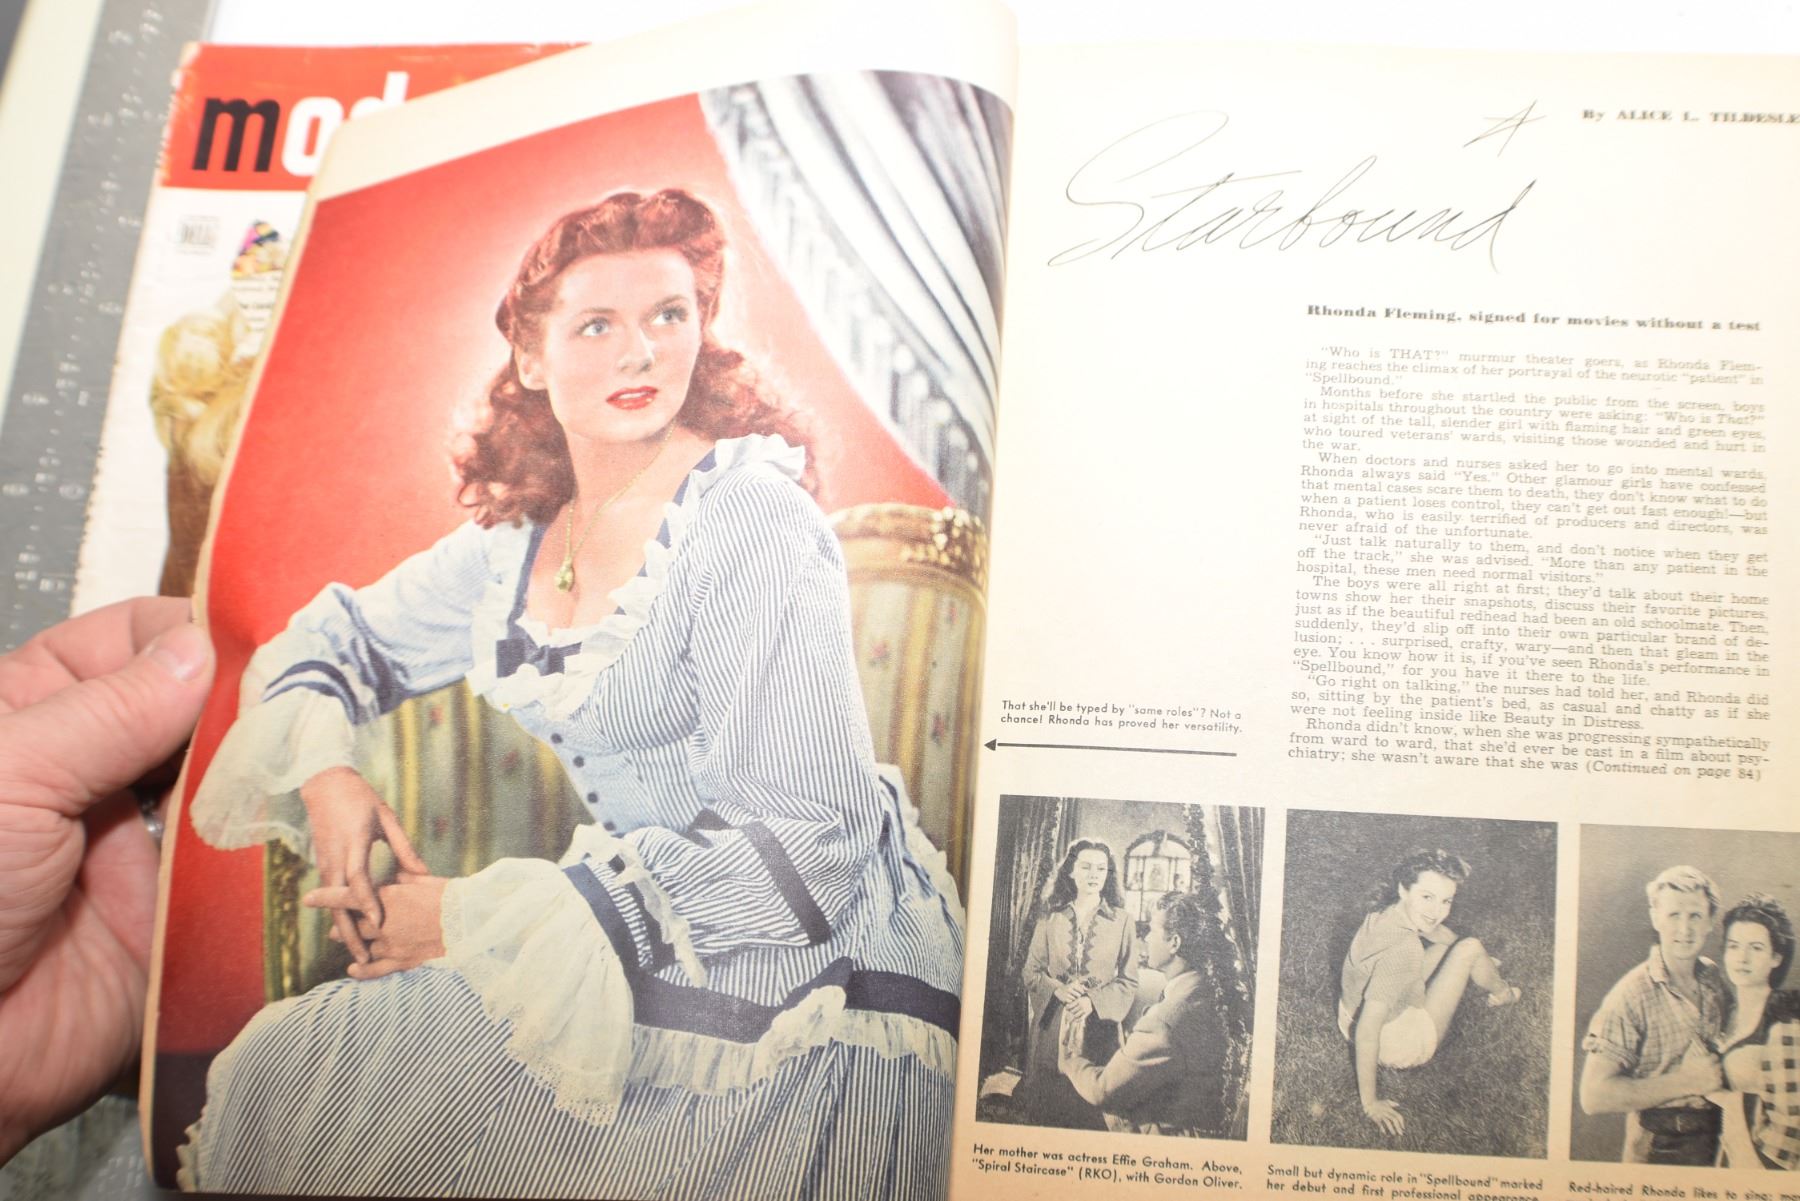 mod
DELL
Starbound
By ALICE L. TILDESLE
Rhonda Fleming, signed for movies without a test
"Who is THAT?" murmur theater goers, as Rhonda Flem-
ing reaches the climax of her portrayal of the neurotic "patient" in
"Spellbound."
Months before she startled the public from the screen, boys
in hospitals throughout the country were asking: "Who is That?"
at sight of the tall, slender girl with flaming hair and green eyes,
who toured veterans' wards, visiting those wounded and hurt in
the war.
When doctors and nurses asked her to go into mental wards,
Rhonda always said "Yes." Other glamour girls have confessed
that mental cases scare them to death, they don't know what to do
when a patient loses control, they can't get out fast enough!—but
Rhonda, who is easily terrified of producers and directors, was
never afraid of the unfortunate.
"Just talk naturally to them, and don't notice when they get
off the track," she was advised. "More than any patient in the
hospital, these men need normal visitors."
The boys were all right at first; they'd talk about their home
towns show her their snapshots, discuss their favorite pictures,
just as if the beautiful redhead had been an old schoolmate. Then,
suddenly, they'd slip off into their own particular brand of de-
lusion; . . . surprised, crafty, wary—and then that gleam in the
eye. You know how it is, if you've seen Rhonda's performance in
"Spellbound," for you have it there to the life.
"Go right on talking," the nurses had told her, and Rhonda did
so, sitting by the patient's bed, as casual and chatty as if she
were not feeling inside like Beauty in Distress.
Rhonda didn't know, when she was progressing sympathetically
from ward to ward, that she'd ever be cast in a film about psy-
chiatry; she wasn't aware that she was (Continued on page 84)
That she'll be typed by "same roles"? Not a
chance! Rhonda has proved her versatility.
Her mother was actress Effie Graham. Above,
"Spiral Staircase" (RKO), with Gordon Oliver.
Small but dynamic role in "Spellbound" marked
her debut and first professional appearance.
Red-haired Rhonda likes to sing,